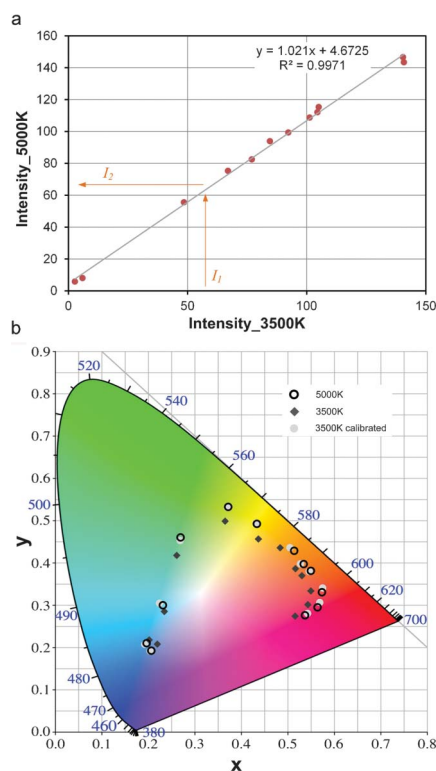 a
y = 1.021x + 4.6725
R² = 0.9971
Intensity_5000K
160
140
120
100
80
60
40
20
0
I₂
I₁
0 50 100 150
Intensity_3500K
b
0.9
0.8
0.7
0.6
0.5
0.4
0.3
0.2
0.1
0.0
y
520
540
560
580
600
620
700
500
490
480
470
460
380
5000K
3500K
3500K calibrated
0.0 0.1 0.2 0.3 0.4 0.5 0.6 0.7 0.8
x